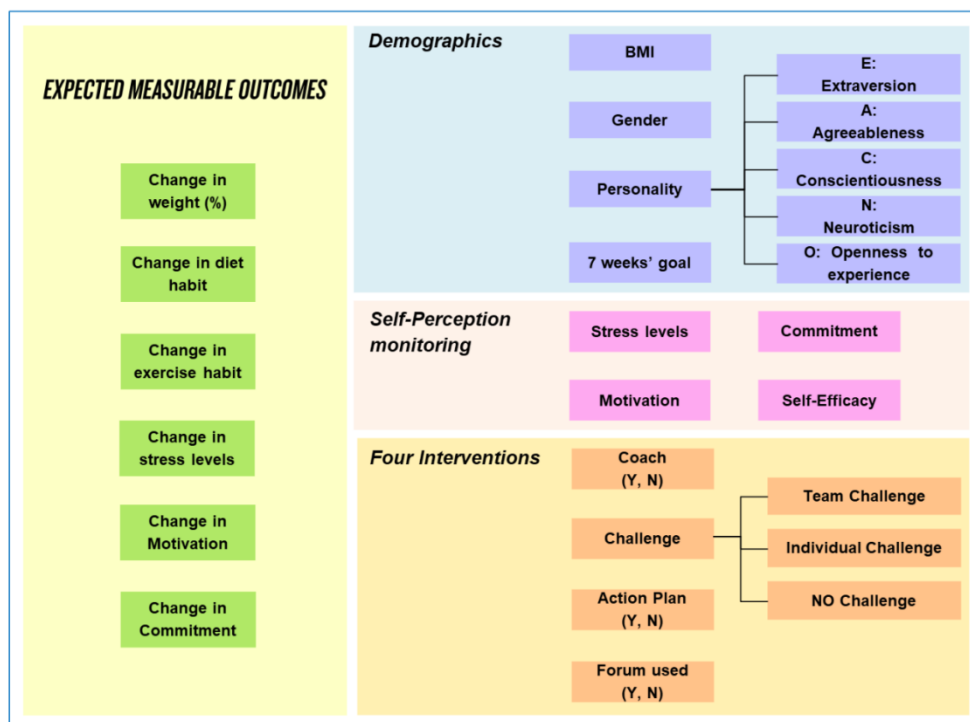 EXPECTED MEASURABLE OUTCOMES
Change in
weight (%)
Change in diet
habit
Change in
exercise habit
Change in
stress levels
Change in
Motivation
Change in
Commitment
Demographics
BMI
Gender
Personality
7 weeks’ goal
E:
Extraversion
A:
Agreeableness
C:
Conscientiousness
N:
Neuroticism
O: Openness to
experience
Self-Perception
monitoring
Stress levels
Commitment
Motivation
Self-Efficacy
Four Interventions
Coach
(Y, N)
Challenge
Action Plan
(Y, N)
Forum used
(Y, N)
Team Challenge
Individual Challenge
NO Challenge